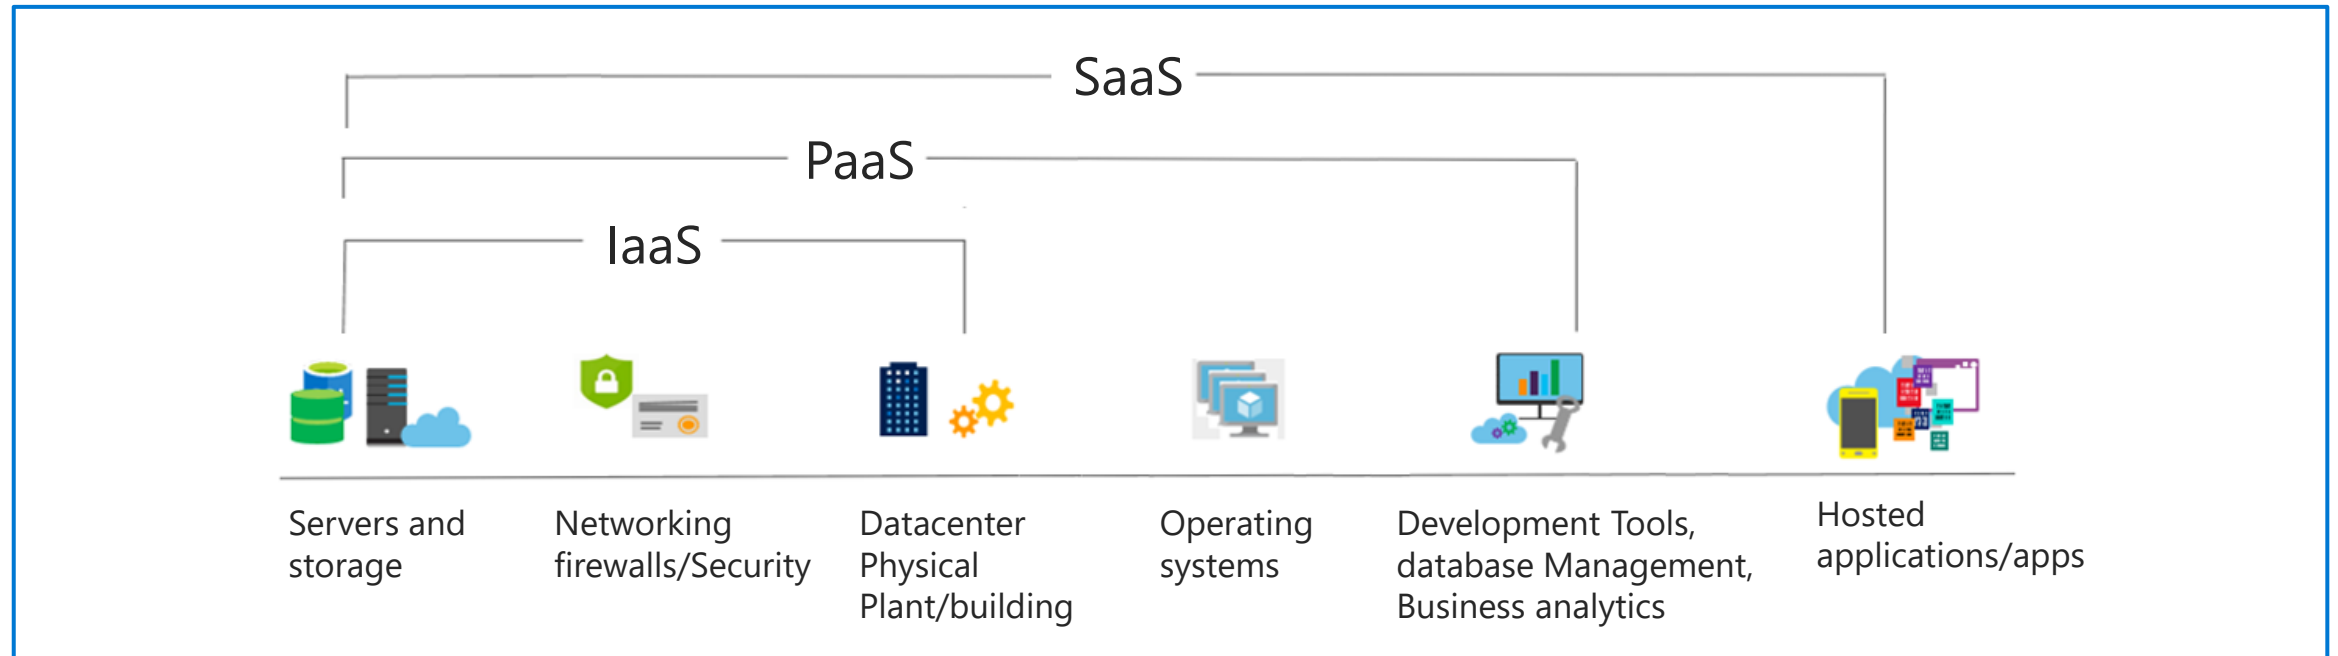 SaaS
PaaS
IaaS
Servers and
storage
Networking
firewalls/Security
Datacenter
Physical
Plant/building
Operating
systems
Development Tools,
database Management,
Business analytics
Hosted
applications/apps